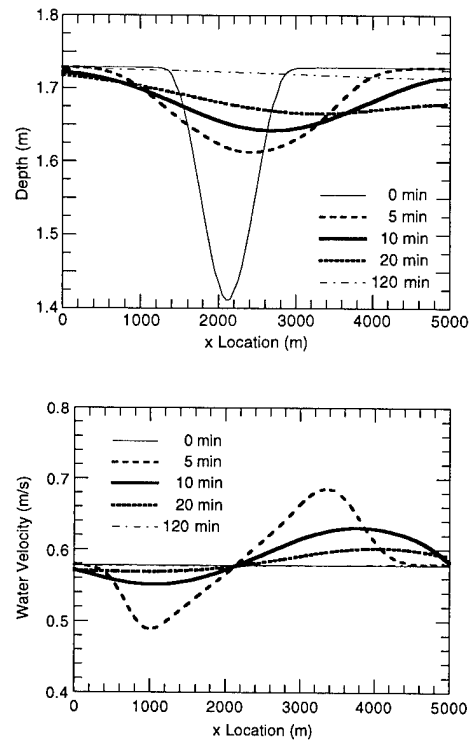 1.8
1.7
1.6
1.5
1.4
Depth (m)
0 min
5 min
10 min
20 min
120 min
0 1000 2000 3000 4000 5000
x Location (m)
0.8
0.7
0.6
0.5
0.4
Water Velocity (m/s)
0 min
5 min
10 min
20 min
120 min
0 1000 2000 3000 4000 5000
x Location (m)